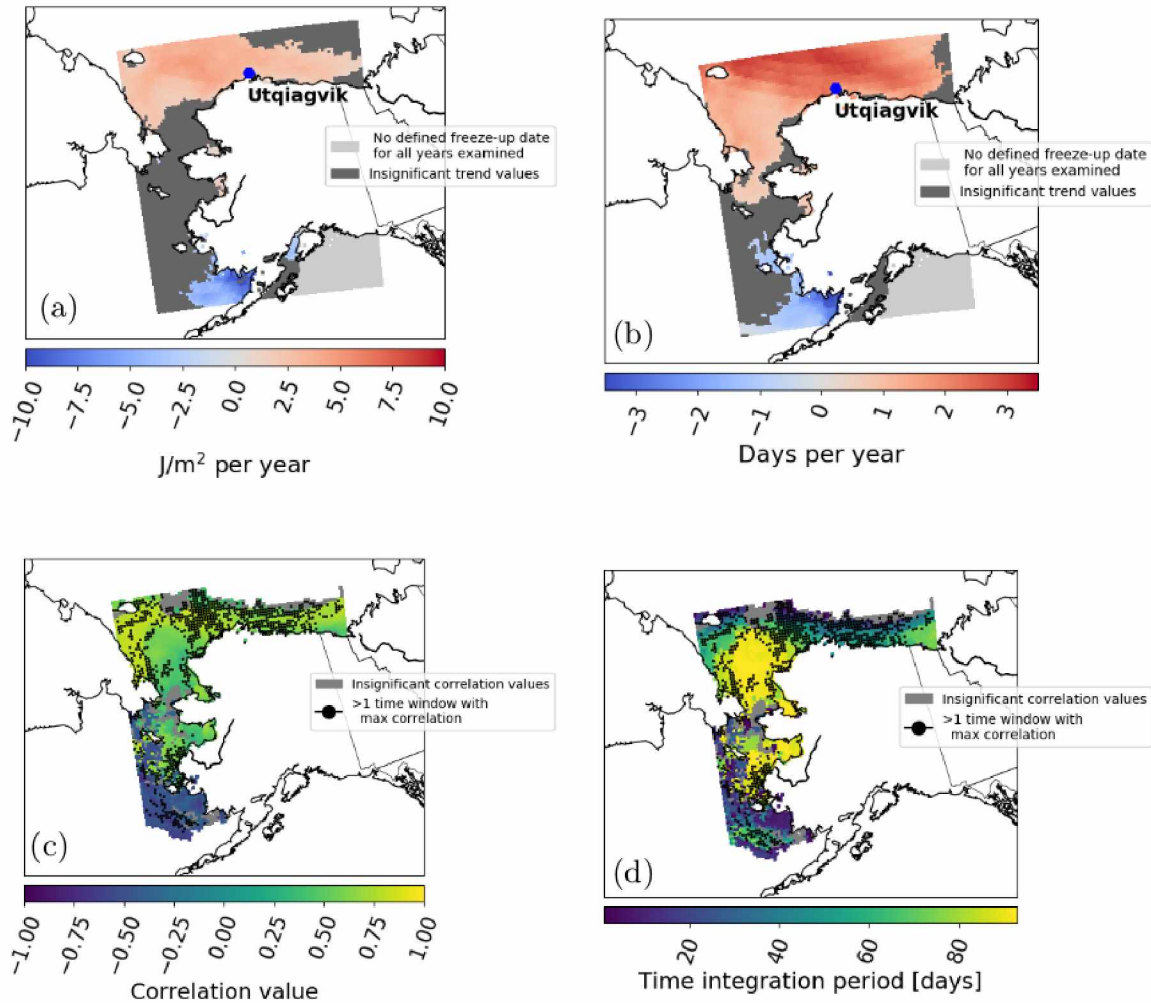 Utqiagvik
No defined freeze-up date
for all years examined
Insignificant trend values
(a)
−10.0 −7.5 −5.0 −2.5 0.0 2.5 5.0 7.5 10.0
J/m² per year
Utqiagvik
No defined freeze-up date
for all years examined
Insignificant trend values
(b)
−3 −2 −1 0 1 2 3
Days per year
Insignificant correlation values
>1 time window with
max correlation
(c)
−1.00 −0.75 −0.50 −0.25 0.00 0.25 0.50 0.75 1.00
Correlation value
Insignificant correlation values
>1 time window with
max correlation
(d)
20 40 60 80
Time integration period [days]